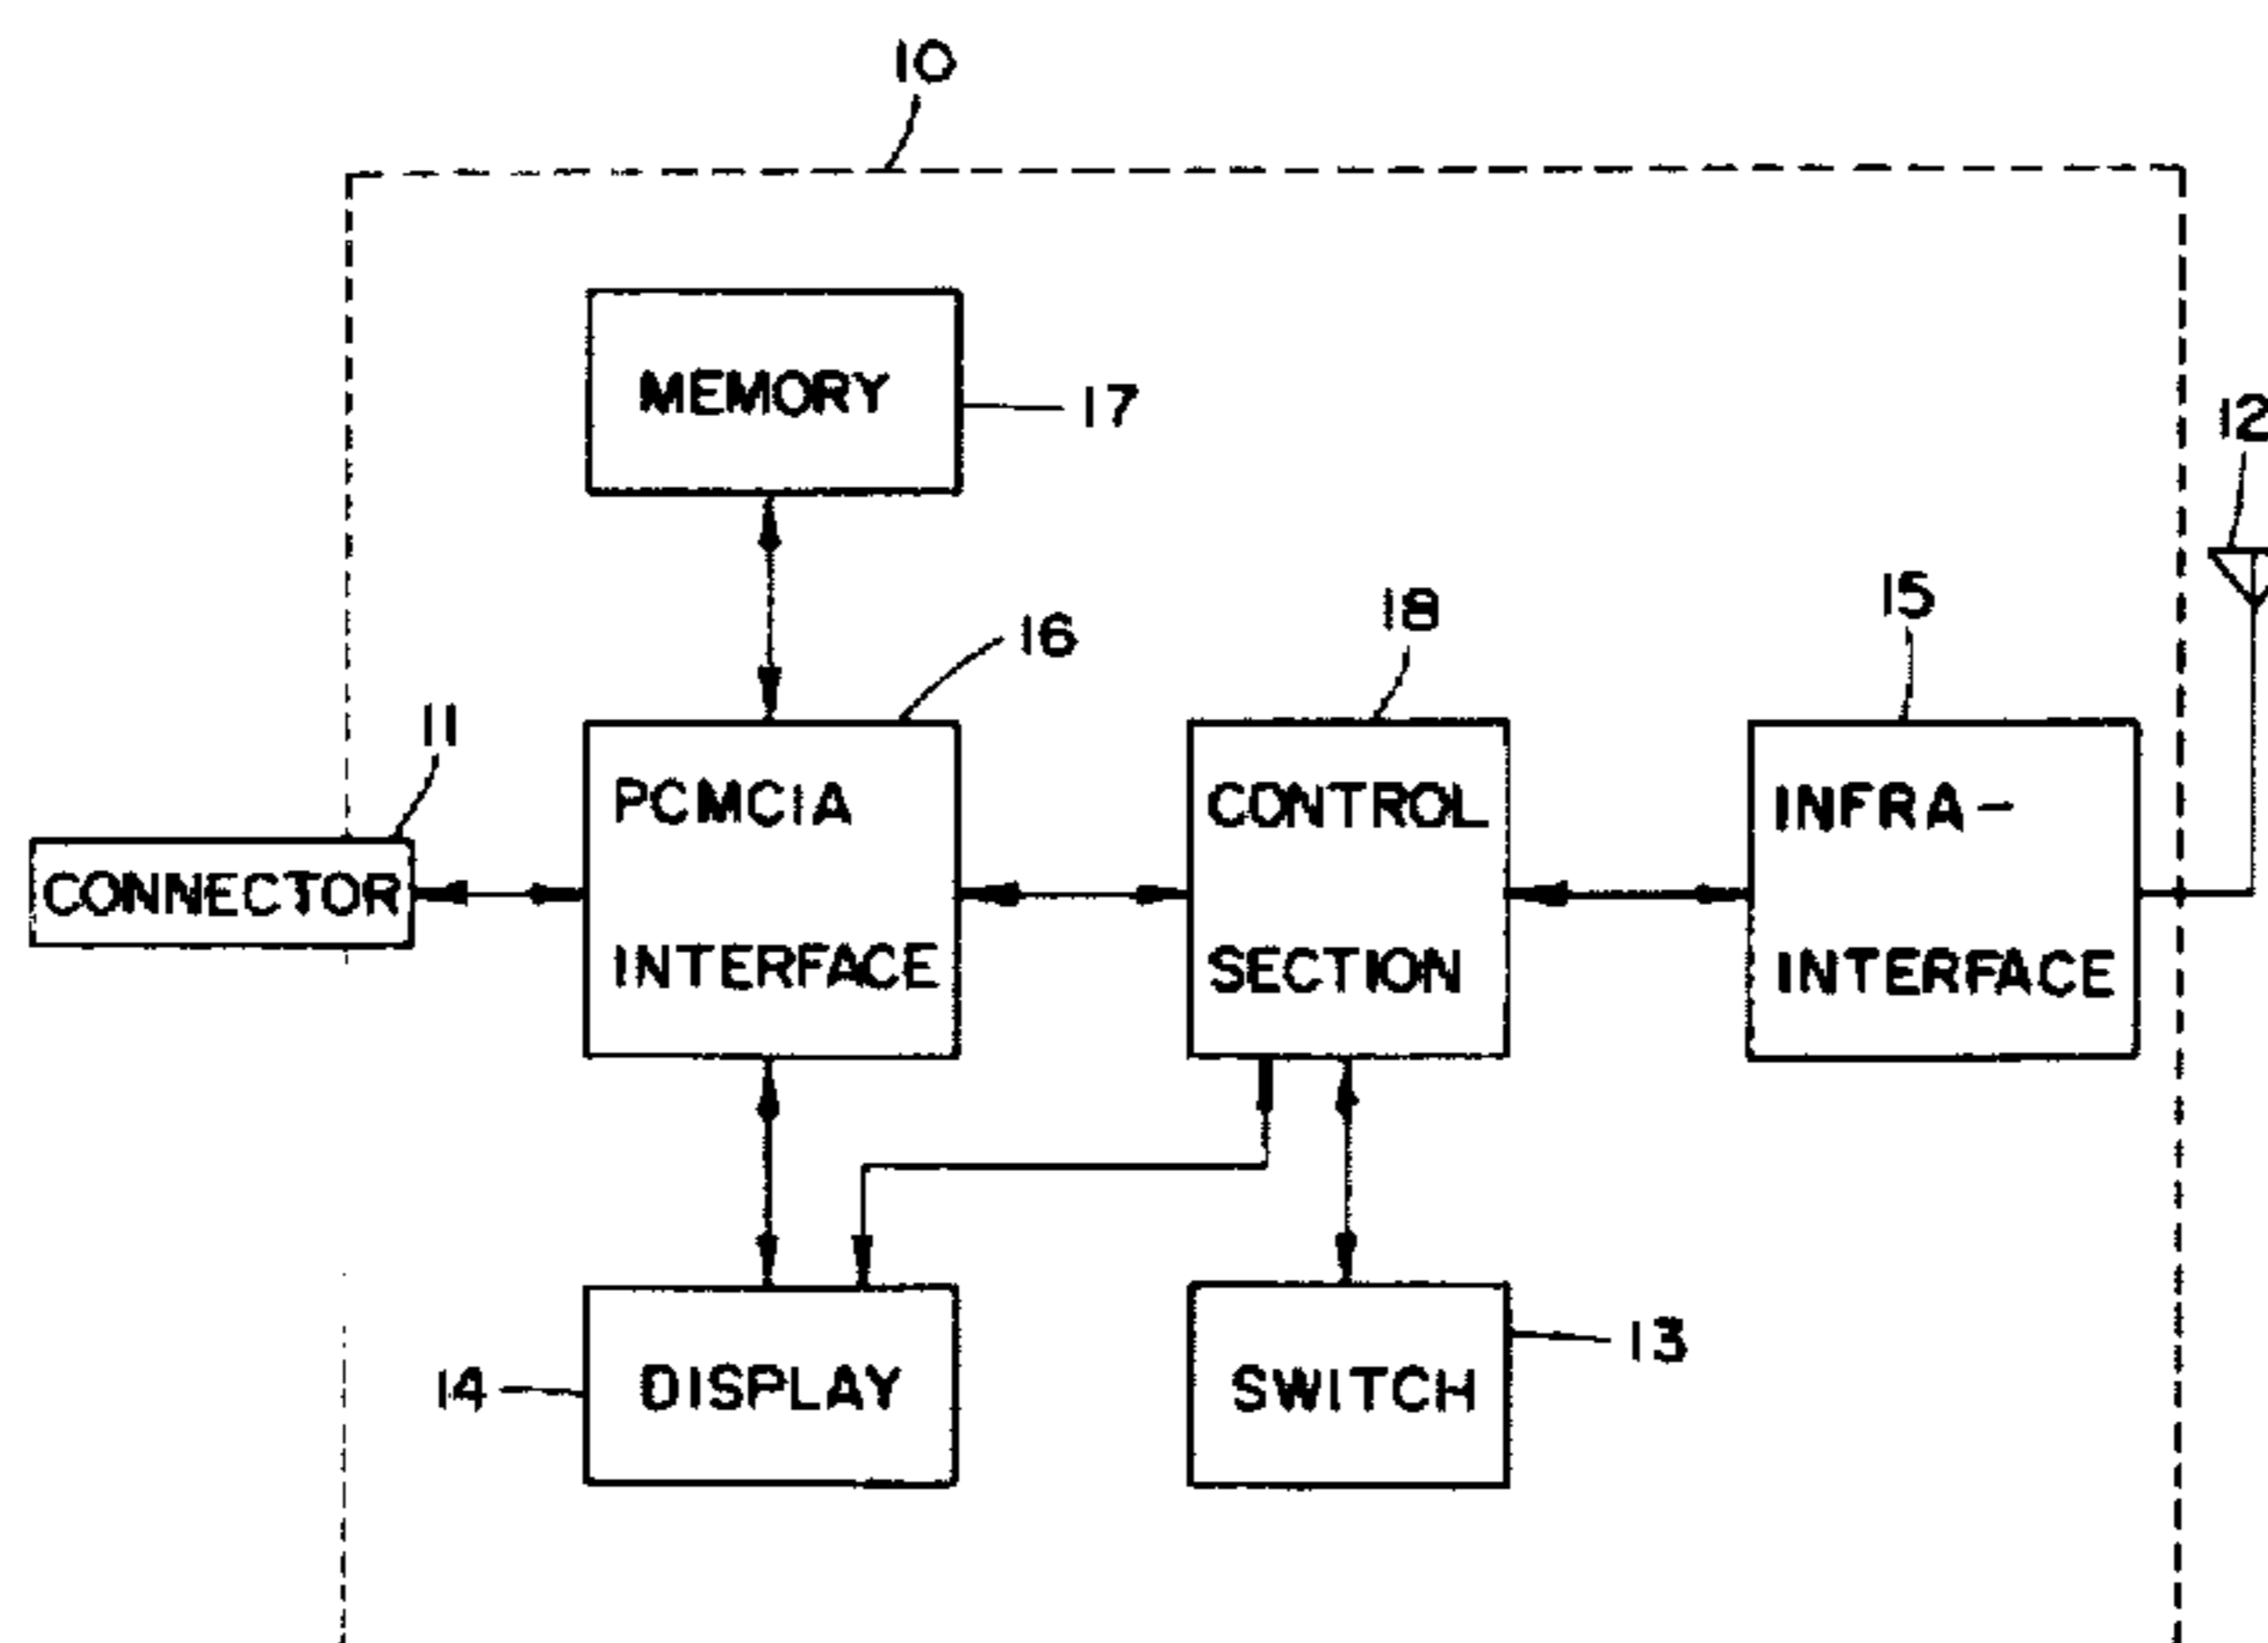 10
MEMORY
17
12
16
18
15
11
PCMCIA
INTERFACE
CONTROL
SECTION
INFRA-
INTERFACE
CONNECTOR
14
DISPLAY
SWITCH
13